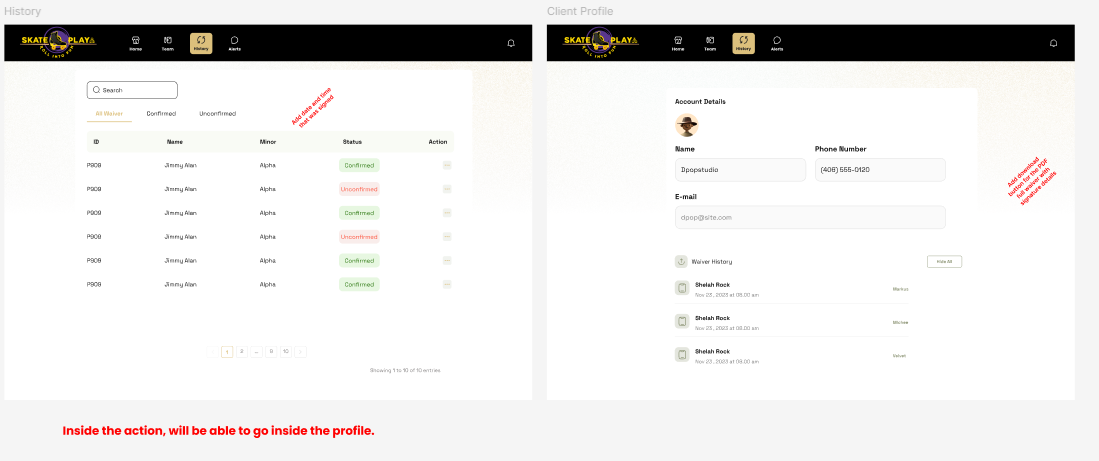 History
SKATE PLAYA
ROLL INTO FUN
Home
Team
History
Alerts
Search
All Waiver
Confirmed
Unconfirmed
Add date and time
that was signed
ID Name Minor Status Action
P909 Jimmy Alan Alpha Confirmed
P909 Jimmy Alan Alpha Unconfirmed
P909 Jimmy Alan Alpha Confirmed
P909 Jimmy Alan Alpha Unconfirmed
P909 Jimmy Alan Alpha Confirmed
P909 Jimmy Alan Alpha Confirmed
1 2 ... 9 10
Showing 1 to 10 of 10 entries
Client Profile
SKATE PLAYA
ROLL INTO FUN
Home
Team
History
Alerts
Account Details
Name
Phone Number
Dpopstudio
(406) 555-0120
E-mail
dpop@site.com
Add download
button for the PDF
full waiver with
signature details
Waiver History
Shelah Rock
Nov 23, 2023 at 08.00 am
Markus
Shelah Rock
Nov 23, 2023 at 08.00 am
Shelah Rock
Nov 23, 2023 at 08.00 am
Inside the action, will be able to go inside the profile.